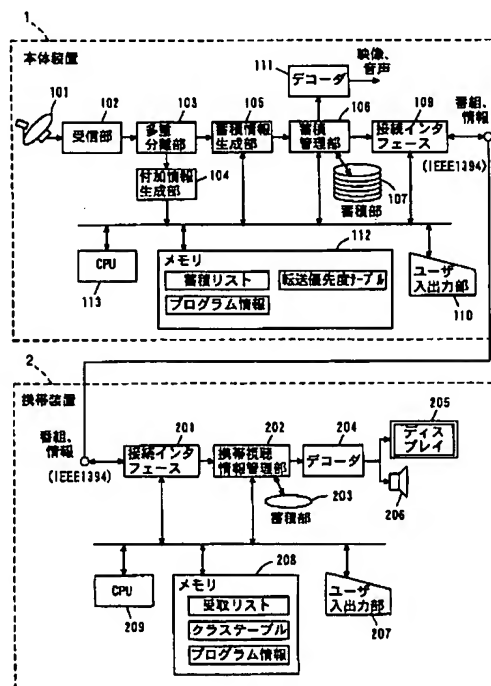 1
本体装置
101
102
受信部
103
多重
分離部
105
蓄積情報
生成部
111
デコーダ
映像、
音声
106
蓄積
管理部
109
接続インタ
フェース
番組、
情報
(IEEE1394)
付加情報
生成部
104
107
蓄積部
CPU
113
112
メモリ
蓄積リスト
転送優先度テーブル
プログラム情報
ユーザ
入出力部
110
2
携帯装置
番組、
情報
(IEEE1394)
201
接続インタ
フェース
202
携帯視聴
情報管理部
204
デコーダ
205
ディス
プレイ
206
203
蓄積部
CPU
209
208
メモリ
受取リスト
クラステーブル
プログラム情報
ユーザ
入出力部
207